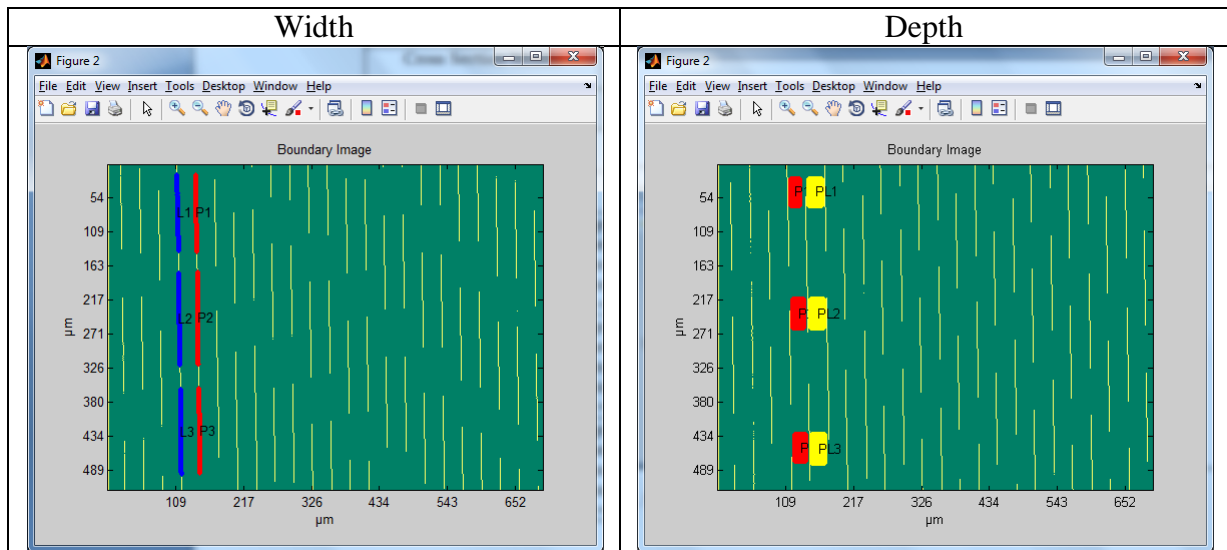 Width
Depth
Figure 2
File Edit View Insert Tools Desktop Window Help
Boundary Image
54
109
163
217
271
326
380
434
489
µm
L1 P1
L2 P2
L3 P3
109 217 326 434 543 652
µm
Figure 2
File Edit View Insert Tools Desktop Window Help
Boundary Image
54
109
163
217
271
326
380
434
489
µm
PL1
PL2
PL3
109 217 326 434 543 652
µm